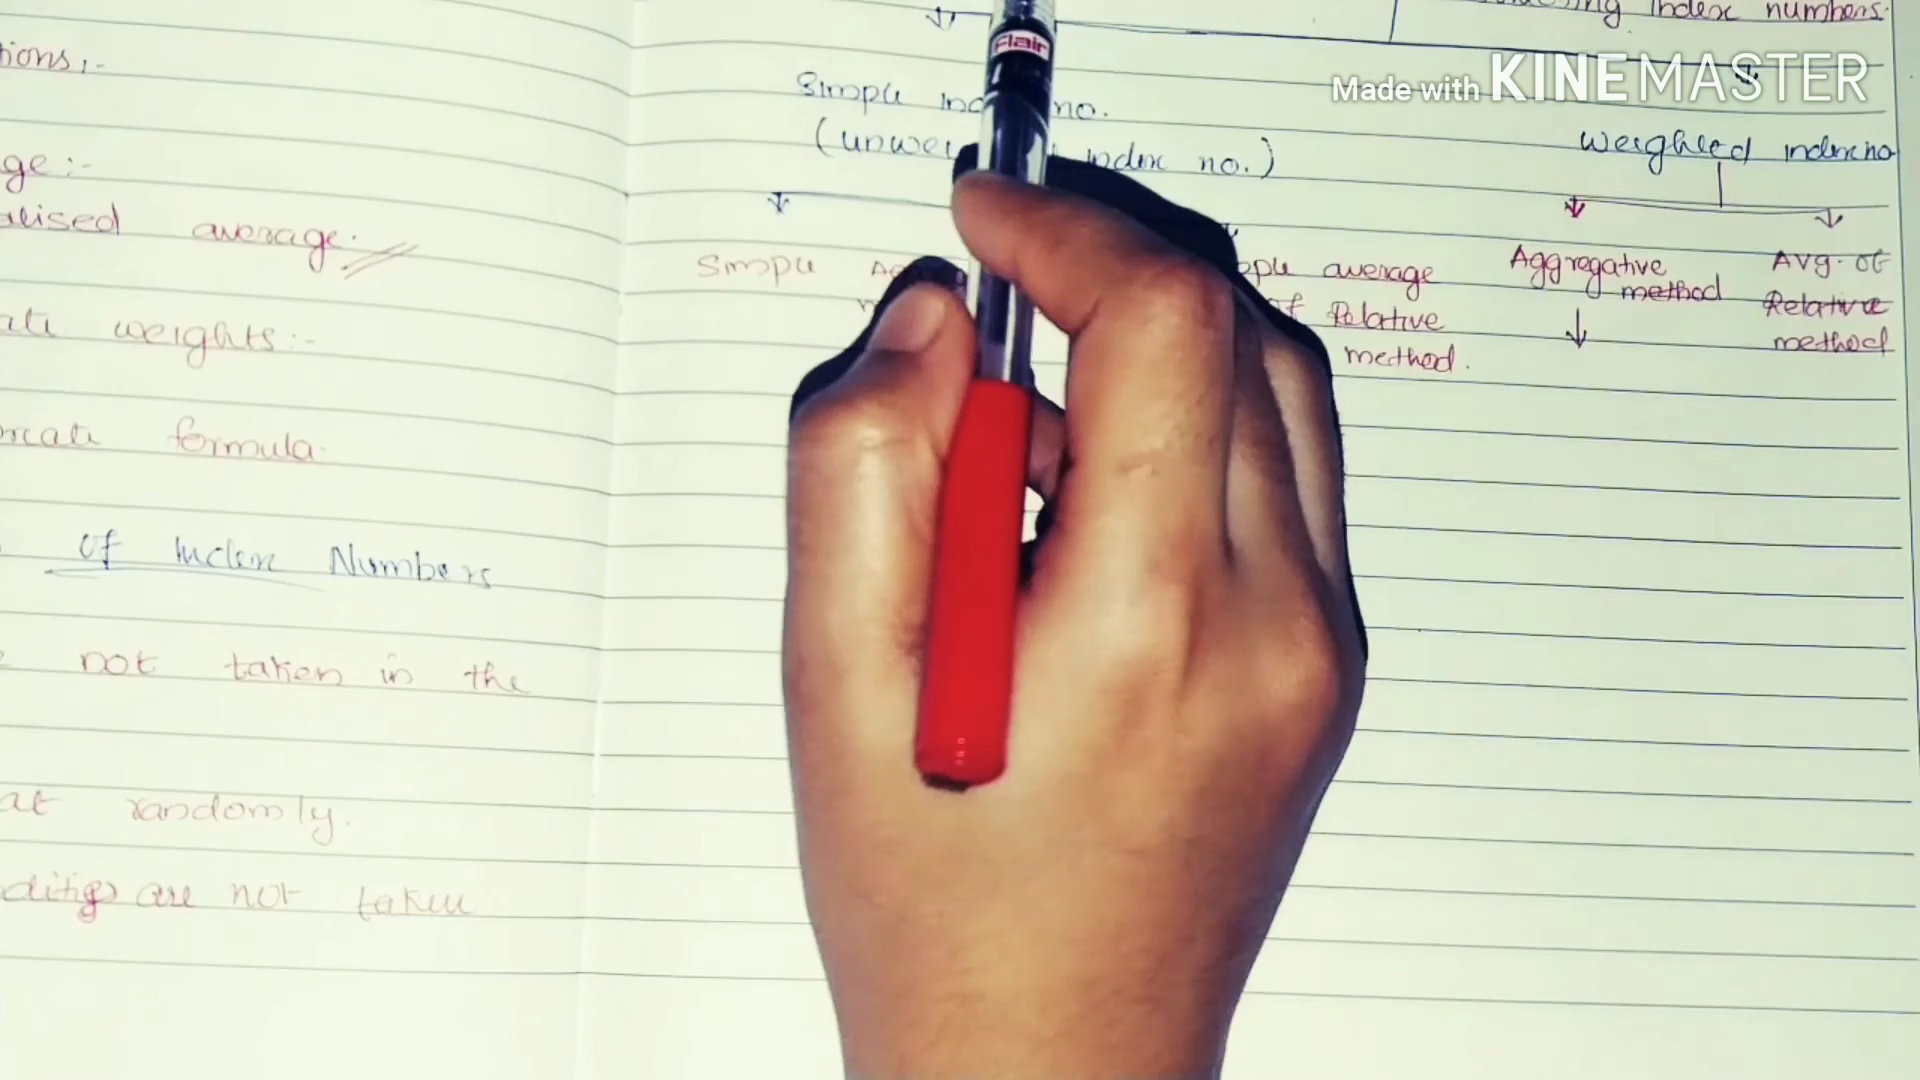 tions,-
ge:-
alised average.
weights:-
formula.
of Index Numbers
not taken in the
at randomly.
are not taken
Index numbers.
Simple no.
index no.)
Weighted index no
Simple
average
of Relative
method.
Aggregative
method
Avg. of
Relative
method
Flair
Made with KINEMASTER